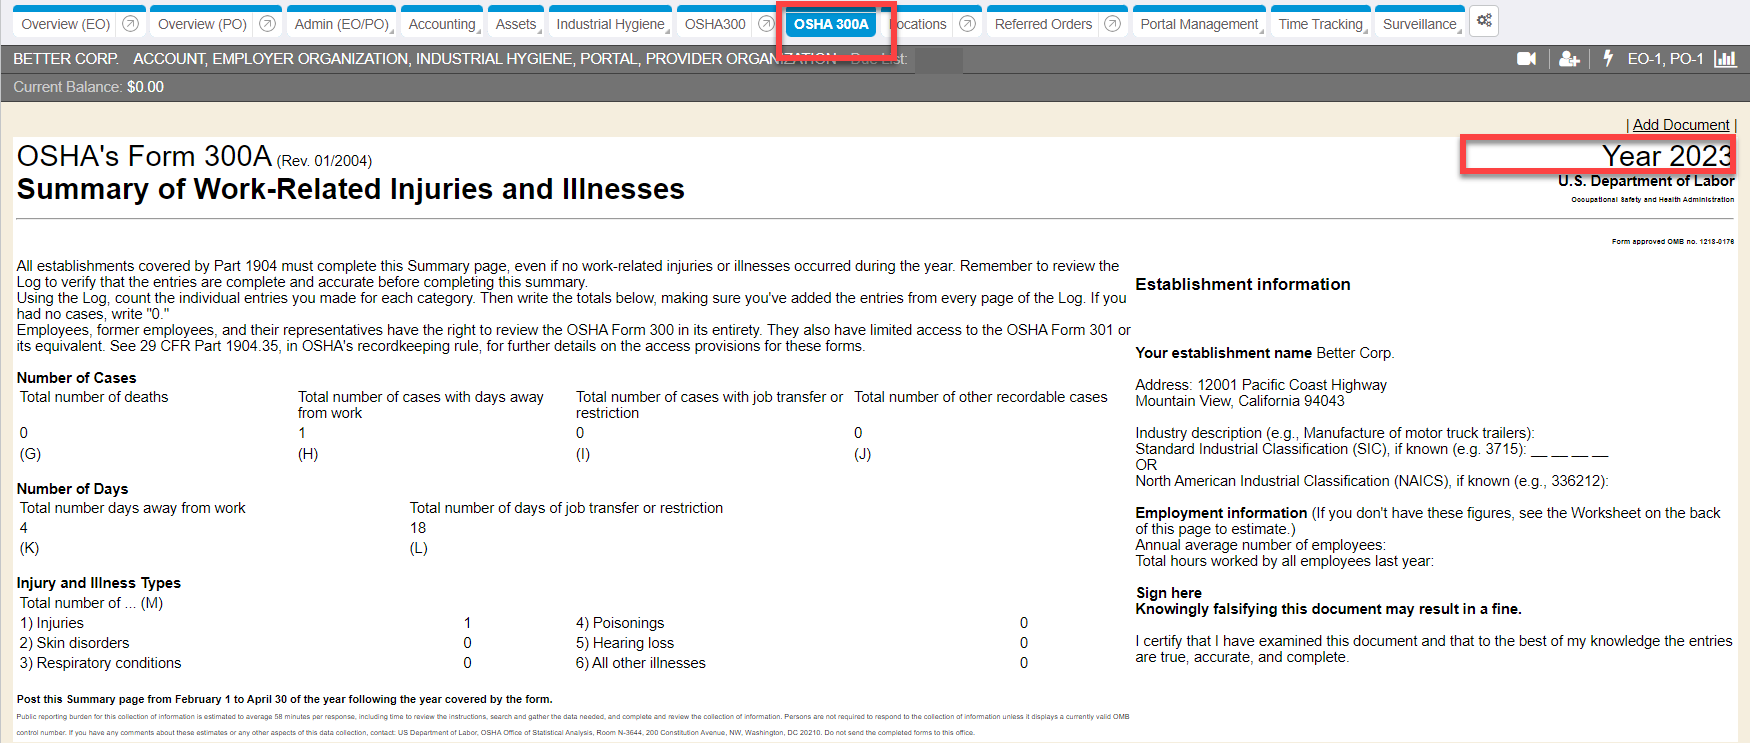 Overview (EO) Overview (PO) Admin (EO/PO) Accounting Assets Industrial Hygiene OSHA300 OSHA 300A Locations Referred Orders Portal Management Time Tracking Surveillance
BETTER CORP. ACCOUNT, EMPLOYER ORGANIZATION, INDUSTRIAL HYGIENE, PORTAL, PROVIDER ORGANIZATION Due List: EO-1, PO-1
Current Balance: $0.00
| Add Document |
OSHA's Form 300A (Rev. 01/2004) Year 2023
Summary of Work-Related Injuries and Illnesses U.S. Department of Labor
Occupational Safety and Health Administration
Form approved OMB no. 1218-0176
All establishments covered by Part 1904 must complete this Summary page, even if no work-related injuries or illnesses occurred during the year. Remember to review the
Log to verify that the entries are complete and accurate before completing this summary.
Using the Log, count the individual entries you made for each category. Then write the totals below, making sure you've added the entries from every page of the Log. If you
had no cases, write "0."
Employees, former employees, and their representatives have the right to review the OSHA Form 300 in its entirety. They also have limited access to the OSHA Form 301 or
its equivalent. See 29 CFR Part 1904.35, in OSHA's recordkeeping rule, for further details on the access provisions for these forms.
Number of Cases
Total number of deaths Total number of cases with days away from work Total number of cases with job transfer or restriction Total number of other recordable cases
0 1 0 0
(G) (H) (I) (J)
Number of Days
Total number days away from work Total number of days of job transfer or restriction
4 18
(K) (L)
Injury and Illness Types
Total number of ... (M)
1) Injuries 1 4) Poisonings 0
2) Skin disorders 0 5) Hearing loss 0
3) Respiratory conditions 0 6) All other illnesses 0
Post this Summary page from February 1 to April 30 of the year following the year covered by the form.
Public reporting burden for this collection of information is estimated to average 58 minutes per response, including time to review the instructions, search and gather the data needed, and complete and review the collection of information. Persons are not required to respond to the collection of information unless it displays a currently valid OMB
control number. If you have any comments about these estimates or any other aspects of this data collection, contact: US Department of Labor, OSHA Office of Statistical Analysis, Room N-3644, 200 Constitution Avenue, NW, Washington, DC 20210. Do not send the completed forms to this office.
Establishment information
Your establishment name Better Corp.
Address: 12001 Pacific Coast Highway
Mountain View, California 94043
Industry description (e.g., Manufacture of motor truck trailers):
Standard Industrial Classification (SIC), if known (e.g. 3715): __ __ __ __
OR
North American Industrial Classification (NAICS), if known (e.g., 336212):
Employment information (If you don't have these figures, see the Worksheet on the back
of this page to estimate.)
Annual average number of employees:
Total hours worked by all employees last year:
Sign here
Knowingly falsifying this document may result in a fine.
I certify that I have examined this document and that to the best of my knowledge the entries
are true, accurate, and complete.